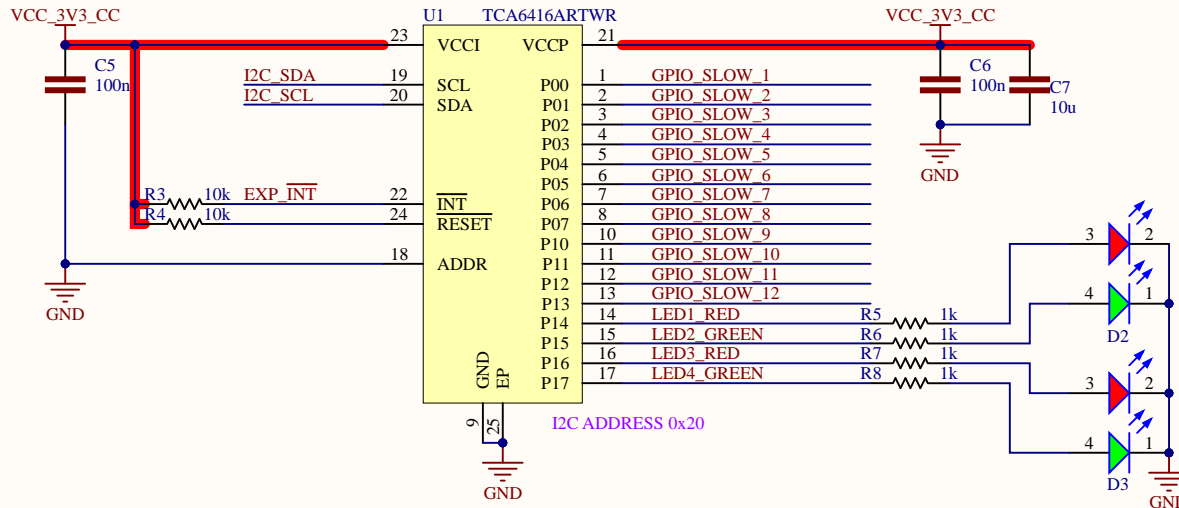 VCC_3V3_CC
U1 TCA6416ARTWR
VCC_3V3_CC
23 VCCI VCCP 21
C5 100n
C6 100n
C7 10u
I2C_SDA 19 SCL P00 1 GPIO_SLOW_1
I2C_SCL 20 SDA P01 2 GPIO_SLOW_2
P02 3 GPIO_SLOW_3
P03 4 GPIO_SLOW_4
P04 5 GPIO_SLOW_5
P05 6 GPIO_SLOW_6
R3 10k EXP_INT 22 INT P06 7 GPIO_SLOW_7
R4 10k 24 RESET P07 8 GPIO_SLOW_8
P10 10 GPIO_SLOW_9
18 ADDR P11 11 GPIO_SLOW_10
P12 12 GPIO_SLOW_11
P13 13 GPIO_SLOW_12
P14 14 LED1_RED R5 1k
P15 15 LED2_GREEN R6 1k
P16 16 LED3_RED R7 1k
P17 17 LED4_GREEN R8 1k
GND
GND
3 2
4 1
D2
3 2
4 1
D3
GND
GND EP
9 25
I2C ADDRESS 0x20
GND